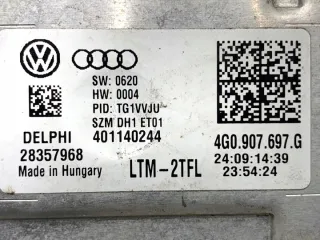 SW: 0620
HW: 0004
PID: TG1VVJU
SZM DH1 ET01
DELPHI 401140244
28357968
Made in Hungary
LTM-2TFL
4G0.907.697.G
24:09:14:39
23:54:24